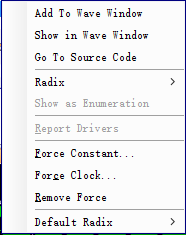 Add To Wave Window
Show in Wave Window
Go To Source Code
Radix
Show as Enumeration
Report Drivers
Force Constant...
Force Clock...
Remove Force
Default Radix